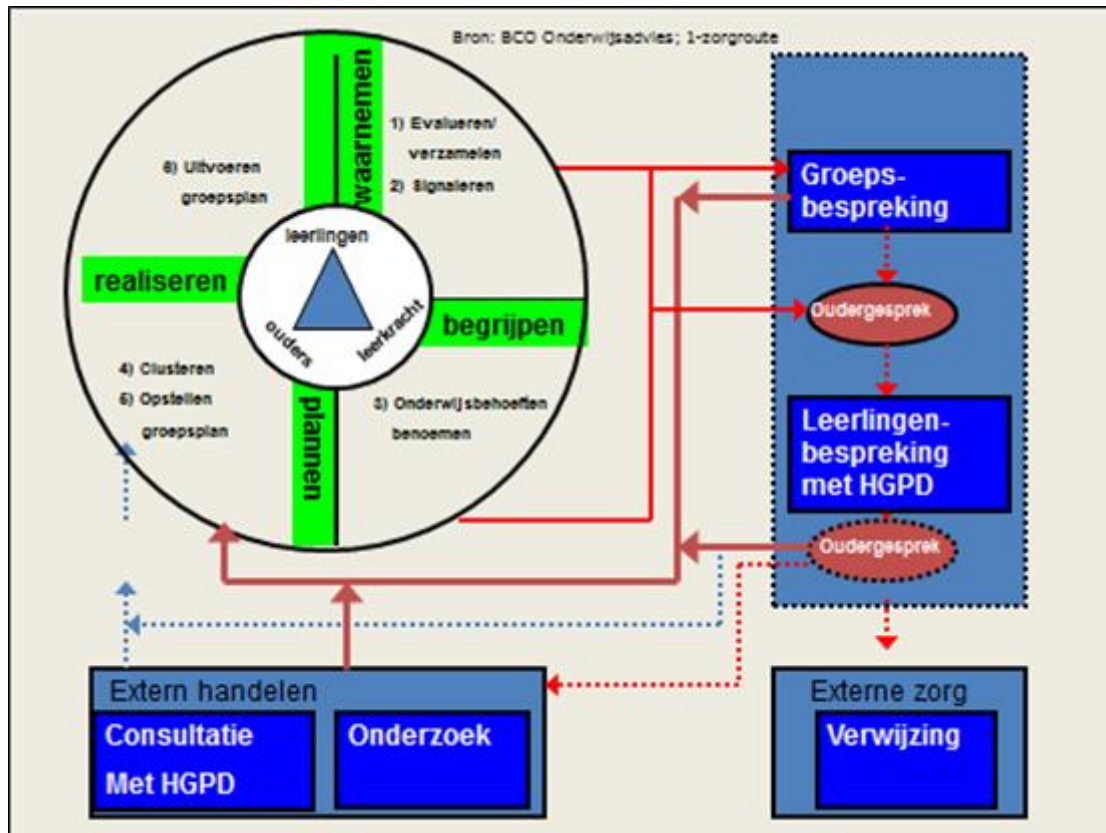 Bron: BCO Onderwijsadvies; 1-zorgroute
waarnemen
1) Evalueren/
verzamelen
2) Signaleren
6) Uitvoeren
groepsplan
leerlingen
ouders
leerkracht
realiseren
begrijpen
4) Clusteren
5) Opstellen
groepsplan
plannen
3) Onderwijsbehoeften
benoemen
Groeps-
bespreking
Oudergesprek
Leerlingen-
bespreking
met HGPD
Oudergesprek
Extern handelen
Consultatie
Met HGPD
Onderzoek
Externe zorg
Verwijzing